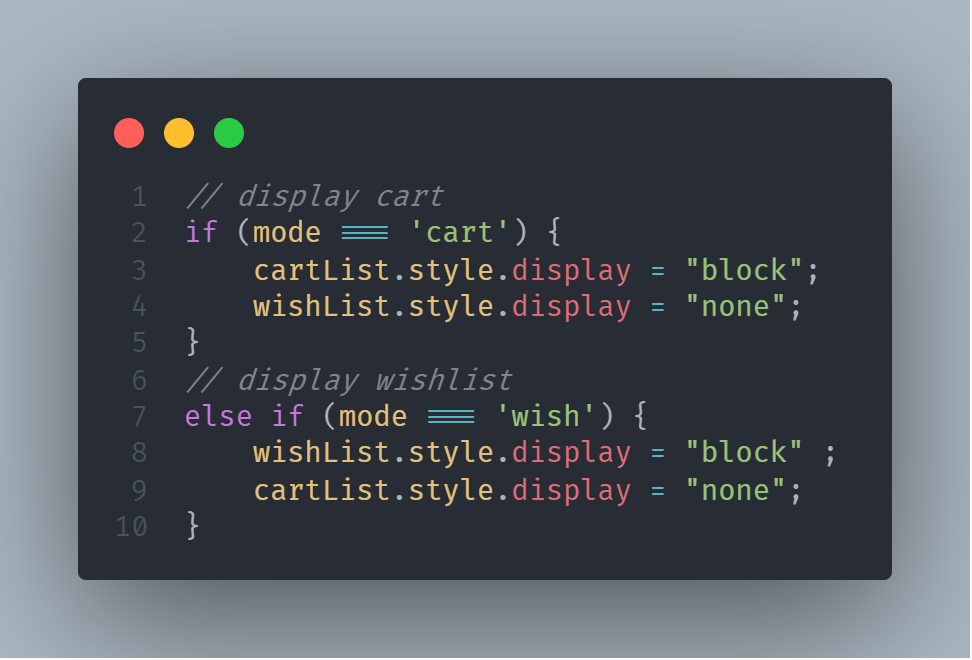 1 // display cart
2 if (mode === 'cart') {
3     cartList.style.display = "block";
4     wishList.style.display = "none";
5 }
6 // display wishlist
7 else if (mode === 'wish') {
8     wishList.style.display = "block" ;
9     cartList.style.display = "none";
10 }